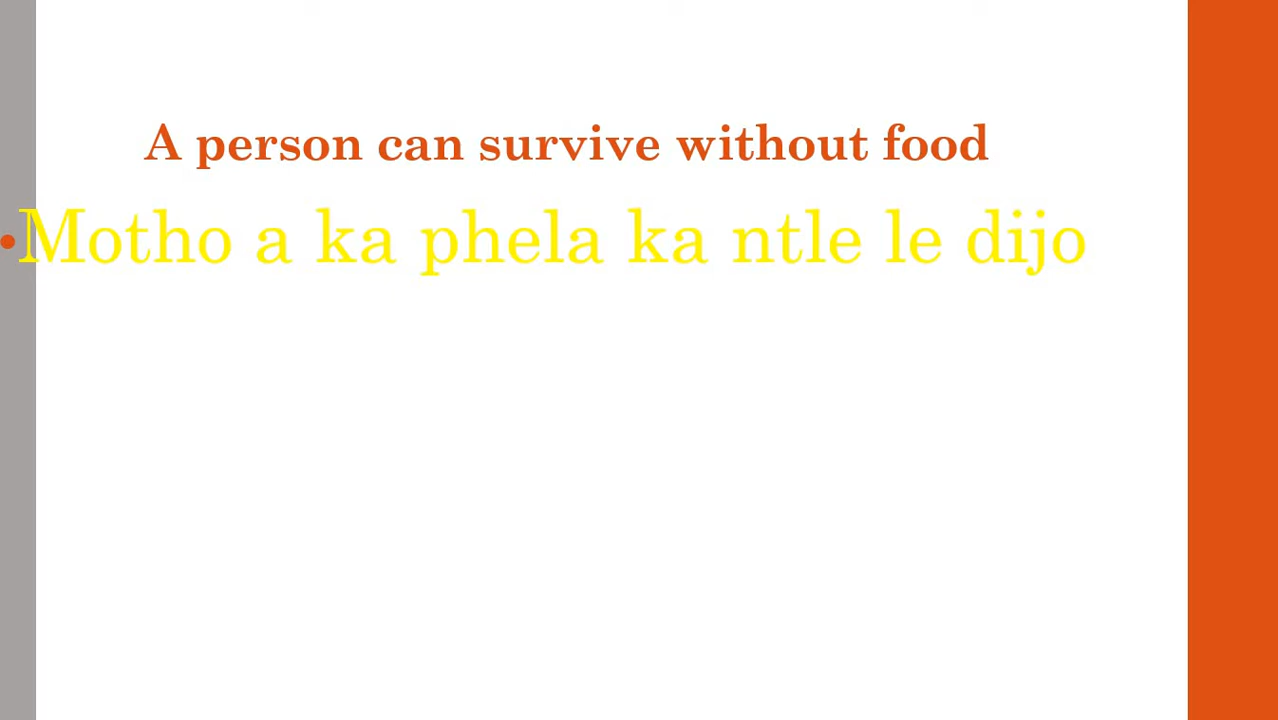 A person can survive without food
•Motho a ka phela ka ntle le dijo